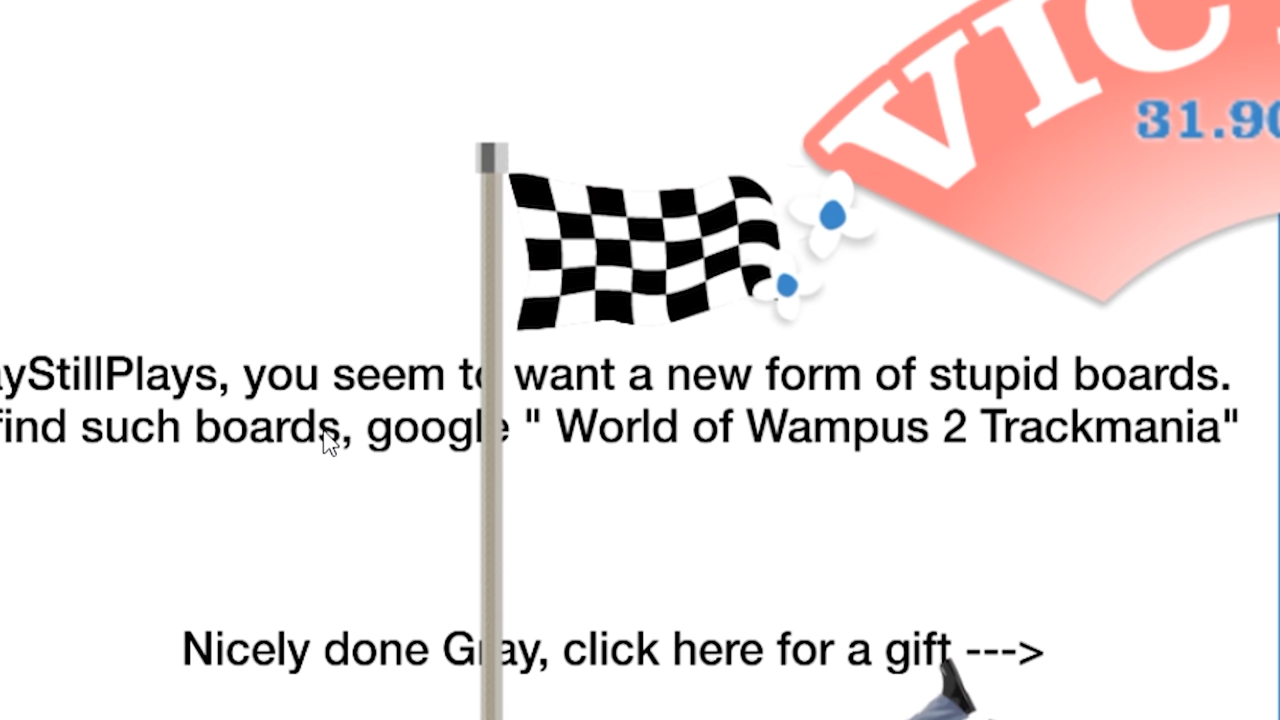 VIC
31.90
ayStillPlays, you seem to want a new form of stupid boards.
find such boards, google " World of Wampus 2 Trackmania"
Nicely done Gray, click here for a gift --->